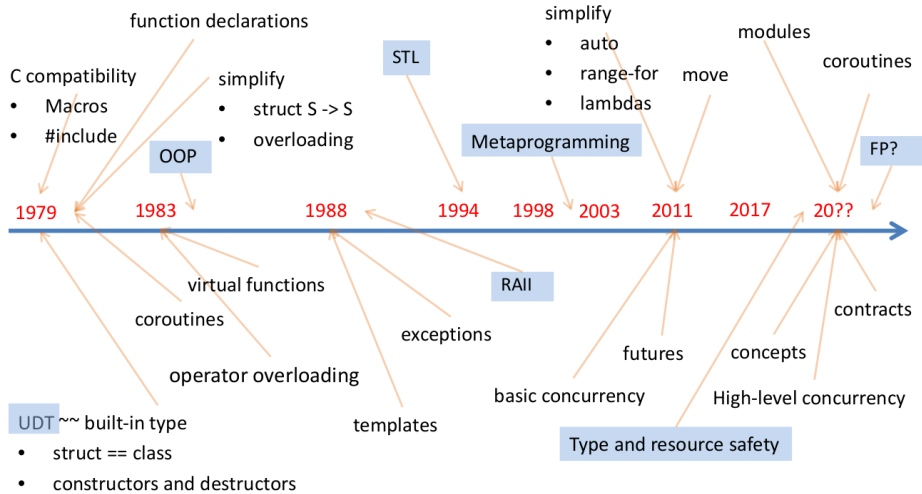 function declarations
C compatibility
• Macros
• #include
simplify
• struct S -> S
• overloading
OOP
STL
Metaprogramming
simplify
• auto
• range-for
• lambdas
move
modules
coroutines
FP?
1979
1983
1988
1994
1998
2003
2011
2017
20??
virtual functions
coroutines
operator overloading
UDT ~~ built-in type
• struct == class
• constructors and destructors
exceptions
templates
RAII
futures
basic concurrency
concepts
contracts
High-level concurrency
Type and resource safety